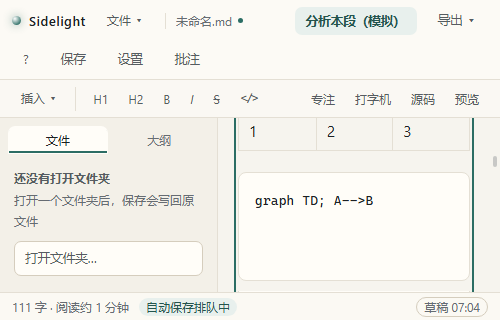 Sidelight 文件 未命名.md 分析本段（模拟） 导出
? 保存 设置 批注
插入 H1 H2 B I S </> 专注 打字机 源码 预览
文件 大纲
1 2 3
还没有打开文件夹
打开一个文件夹后，保存会写回原
文件
打开文件夹...
graph TD; A-->B
111 字 · 阅读约 1 分钟 自动保存排队中 草稿 07:04